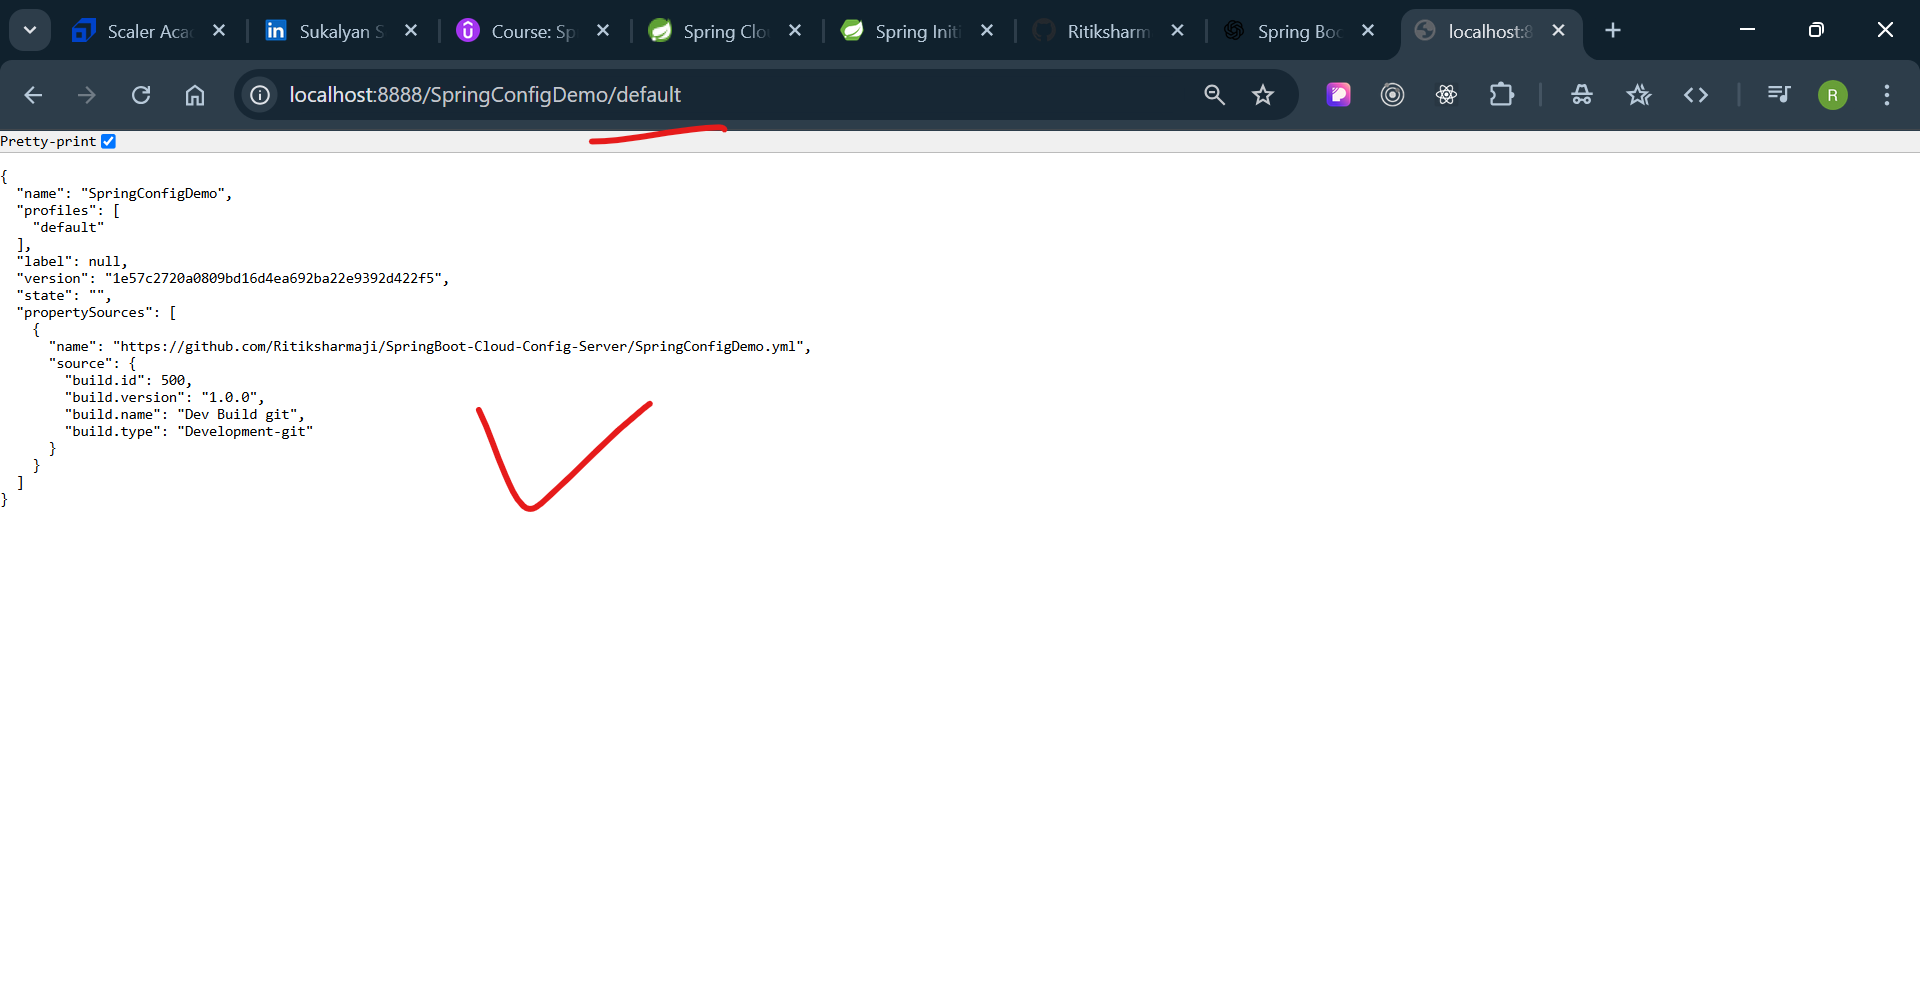 Scaler Aca
Sukalyan S
Course: Sp
Spring Clo
Spring Init
Ritiksharm
Spring Boo
localhost:8
localhost:8888/SpringConfigDemo/default
R
Pretty-print
{
  "name": "SpringConfigDemo",
  "profiles": [
    "default"
  ],
  "label": null,
  "version": "1e57c2720a0809bd16d4ea692ba22e9392d422f5",
  "state": "",
  "propertySources": [
    {
      "name": "https://github.com/Ritiksharmaji/SpringBoot-Cloud-Config-Server/SpringConfigDemo.yml",
      "source": {
        "build.id": 500,
        "build.version": "1.0.0",
        "build.name": "Dev Build git",
        "build.type": "Development-git"
      }
    }
  ]
}